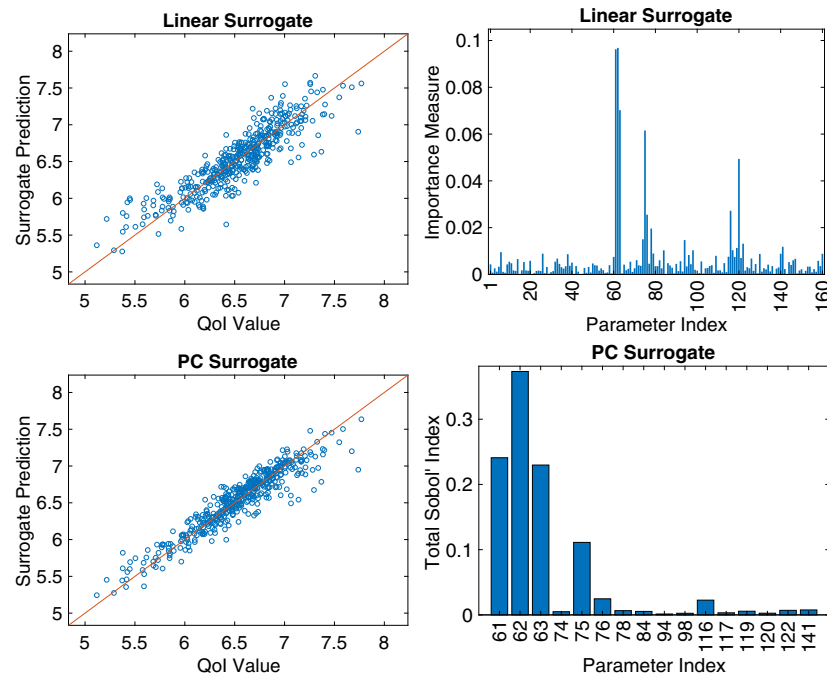 Linear Surrogate
8
7.5
7
6.5
6
5.5
5
5 5.5 6 6.5 7 7.5 8
QoI Value
Surrogate Prediction
Linear Surrogate
0.1
0.08
0.06
0.04
0.02
0
1 20 40 60 80 100 120 140 160
Parameter Index
Importance Measure
PC Surrogate
8
7.5
7
6.5
6
5.5
5
5 5.5 6 6.5 7 7.5 8
QoI Value
Surrogate Prediction
PC Surrogate
0.3
0.2
0.1
0
61 62 63 74 75 76 78 84 94 98 116 117 119 120 122 141
Parameter Index
Total Sobol' Index